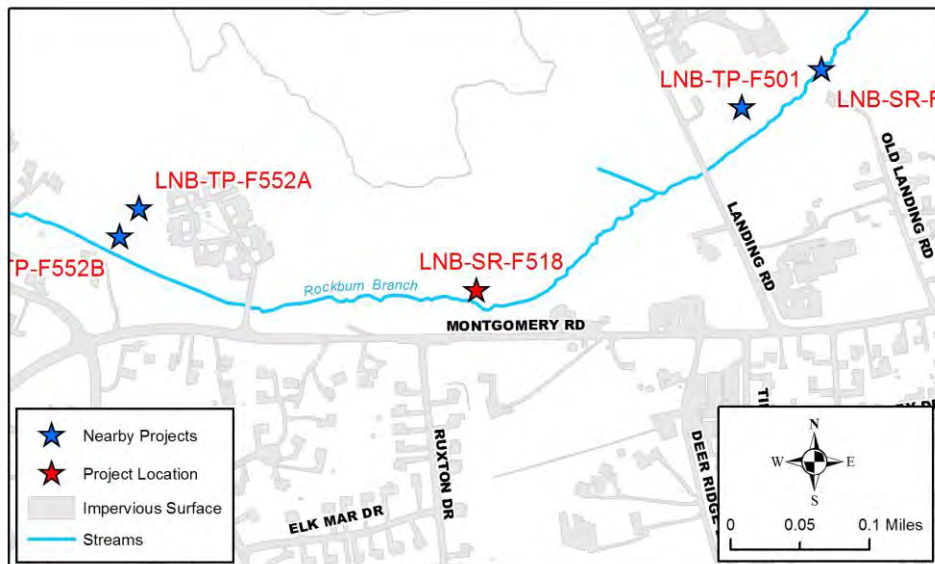 LNB-TP-F501
LNB-SR-F
OLD LANDING RD
LNB-TP-F552A
LANDING RD
TP-F552B
LNB-SR-F518
Rockburn Branch
MONTGOMERY RD
RUXTON DR
DEER RIDGE
ELK MAR DR
Nearby Projects
Project Location
Impervious Surface
Streams
N
W E
S
0 0.05 0.1 Miles